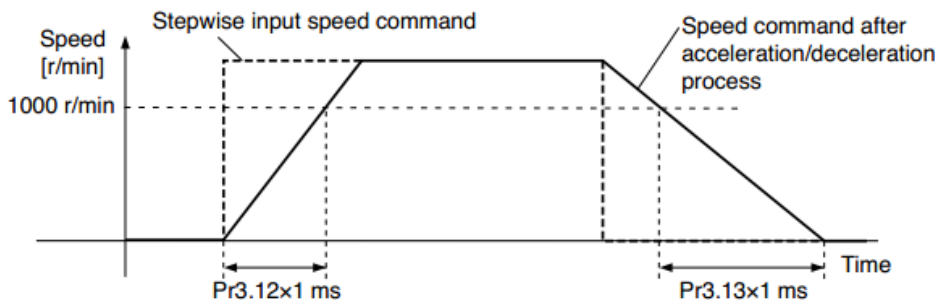 Stepwise input speed command
Speed
[r/min]
Speed command after
acceleration/deceleration
process
1000 r/min
Time
Pr3.12×1 ms
Pr3.13×1 ms